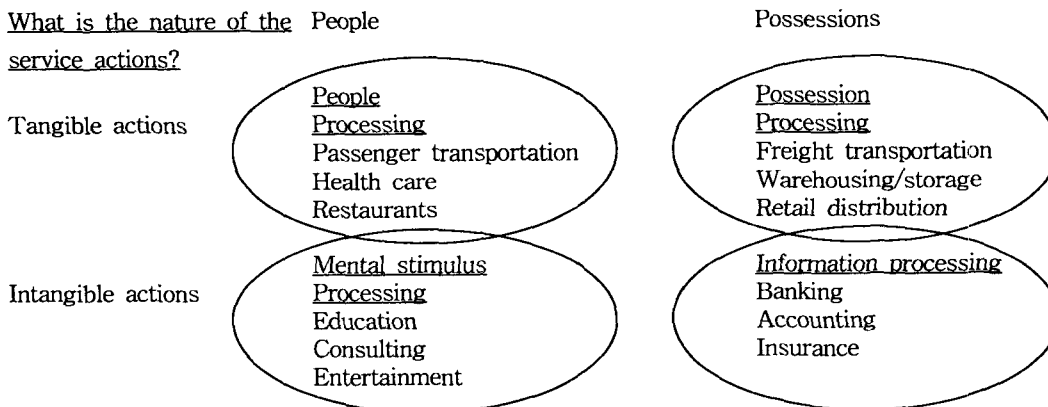 What is the nature of the People Possessions
service actions?
People Possession
Tangible actions Processing Processing
Passenger transportation Freight transportation
Health care Warehousing/storage
Restaurants Retail distribution
Mental stimulus Information processing
Intangible actions Processing Banking
Education Accounting
Consulting Insurance
Entertainment